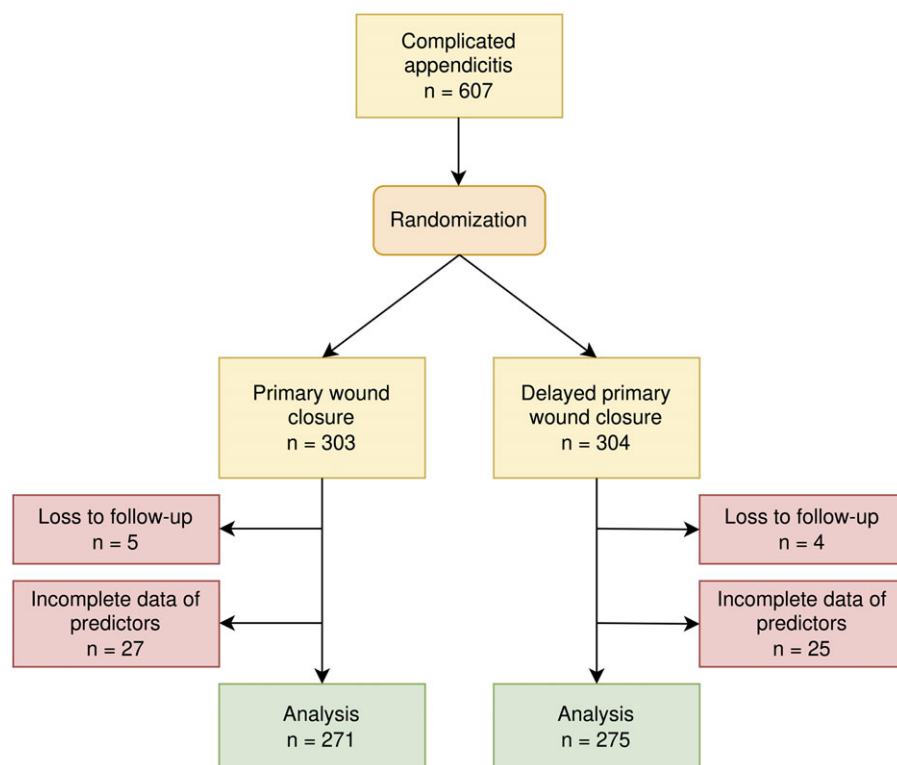 Complicated
appendicitis
n = 607
Randomization
Primary wound
closure
n = 303
Delayed primary
wound closure
n = 304
Loss to follow-up
n = 5
Loss to follow-up
n = 4
Incomplete data of
predictors
n = 27
Incomplete data of
predictors
n = 25
Analysis
n = 271
Analysis
n = 275